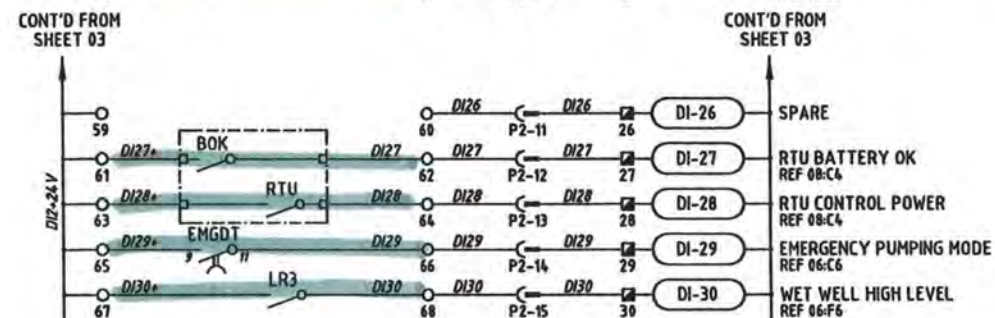 CONT'D FROM
SHEET 03
CONT'D FROM
SHEET 03
DI2-24V
59
60
DI26
P2-11
DI26
26
DI-26
SPARE
61
DI27+
BOK
DI27
62
DI27
P2-12
DI27
27
DI-27
RTU BATTERY OK
REF 08:C4
63
DI28+
RTU
DI28
64
DI28
P2-13
DI28
28
DI-28
RTU CONTROL POWER
REF 08:C4
65
DI29+
EMGDT
9
11
DI29
66
DI29
P2-14
DI29
29
DI-29
EMERGENCY PUMPING MODE
REF 06:C6
67
DI30+
LR3
DI30
68
DI30
P2-15
DI30
30
DI-30
WET WELL HIGH LEVEL
REF 06:F6